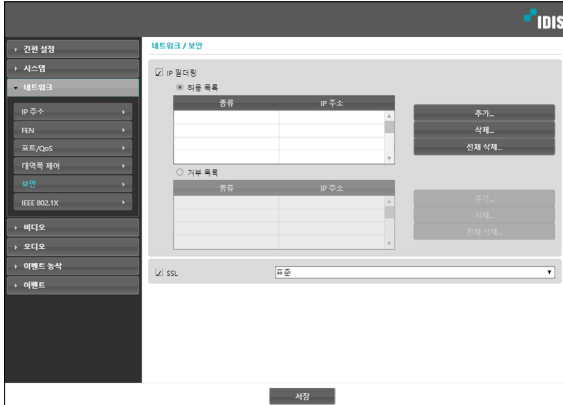 IDIS
네트워크 / 보안
간편 설정
시스템
네트워크
IP 주소
FEN
포트/QoS
대역폭 제어
보안
IEEE 802.1X
비디오
오디오
이벤트 동작
이벤트
IP 필터링
허용 목록
종류 IP 주소
추가...
삭제...
전체 삭제...
거부 목록
종류 IP 주소
추가...
삭제...
전체 삭제...
SSL 표준
저장